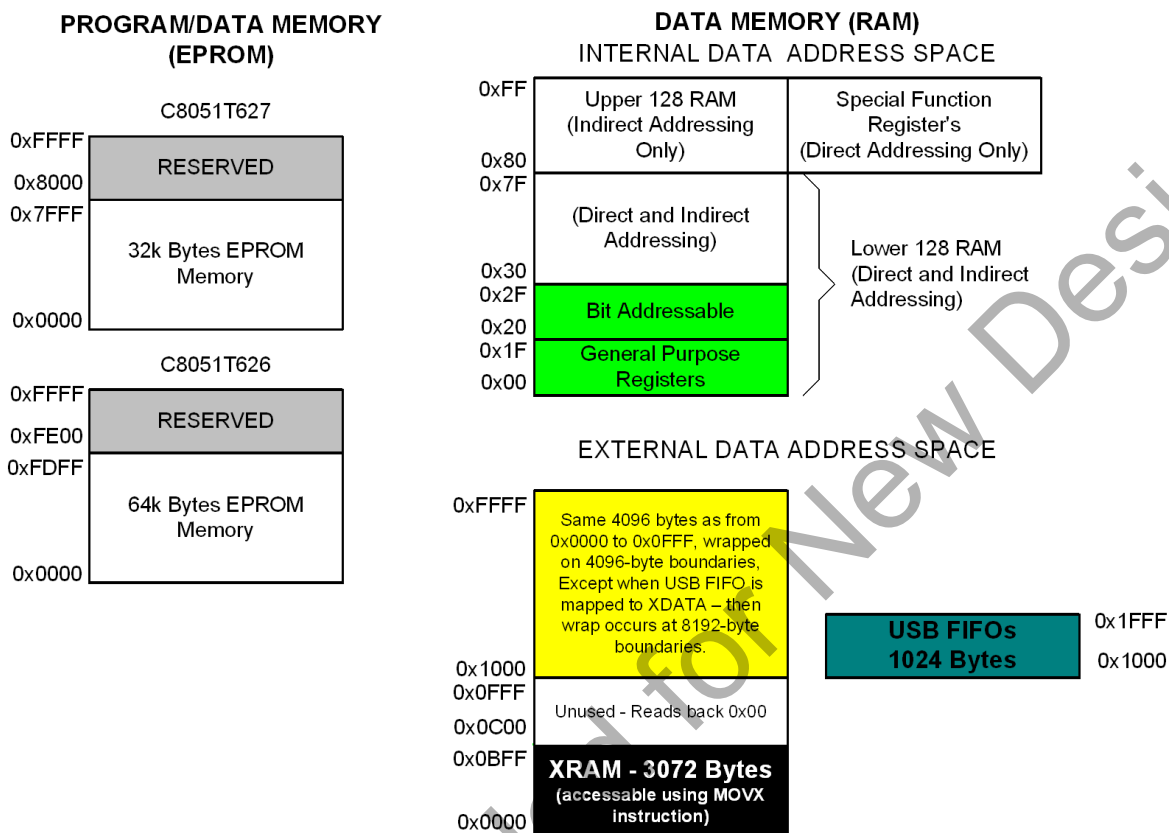 PROGRAM/DATA MEMORY
(EPROM)
C8051T627
0xFFFF
RESERVED
0x8000
0x7FFF
32k Bytes EPROM
Memory
0x0000
C8051T626
0xFFFF
RESERVED
0xFE00
0xFDFF
64k Bytes EPROM
Memory
0x0000
DATA MEMORY (RAM)
INTERNAL DATA ADDRESS SPACE
0xFF
Upper 128 RAM
(Indirect Addressing
Only)
0x80
Special Function
Register's
(Direct Addressing Only)
0x7F
(Direct and Indirect
Addressing)
0x30
Lower 128 RAM
(Direct and Indirect
Addressing)
0x2F
Bit Addressable
0x20
0x1F
General Purpose
Registers
0x00
EXTERNAL DATA ADDRESS SPACE
0xFFFF
Same 4096 bytes as from
0x0000 to 0x0FFF, wrapped
on 4096-byte boundaries,
Except when USB FIFO is
mapped to XDATA – then
wrap occurs at 8192-byte
boundaries.
0x1000
USB FIFOs
1024 Bytes
0x1FFF
0x1000
0x0FFF
Unused - Reads back 0x00
0x0C00
0x0BFF
XRAM - 3072 Bytes
(accessable using MOVX
instruction)
0x0000
for New Desi